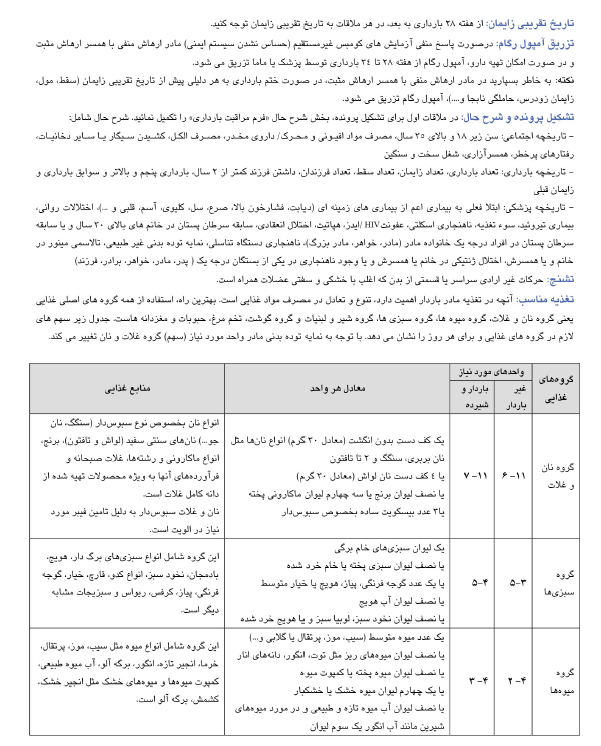 تاریخ تقریبی زایمان: از هفته ۲۸ بارداری به بعد، در هر ملاقات به تاریخ تقریبی زایمان توجه کنید.
تزریق آمپول رگام: درصورت پاسخ منفی آزمایش های کومبس غیرمستقیم (حساس نشدن سیستم ایمنی) مادر ارهاش منفی با همسر ارهاش مثبت
و در صورت امکان تهیه دارو، آمپول رگام از هفته ۲۸ تا ۳٤ بارداری توسط پزشک یا ماما تزریق می شود.
نکته: به خاطر بسپارید در مادر ارهاش منفی با همسر ارهاش مثبت، در صورت ختم بارداری به هر دلیلی پیش از تاریخ تقریبی زایمان (سقط، مول،
زایمان زودرس، حاملگی نابجا و....)، آمپول رگام تزریق می شود.
تشکیل پرونده و شرح حال: در ملاقات اول برای تشکیل پرونده، بخش شرح حال «فرم مراقبت بارداری» را تکمیل نمائید. شرح حال شامل:
– تاریخچه اجتماعی: سن زیر ۱۸ و بالای ۳۵ سال، مصرف مواد افیونی و محرک/ داروی مخدر، مصرف الکل، کشیدن سیگار یا سایر دخانیات،
رفتارهای پرخطر، همسرآزاری، شغل سخت و سنگین
– تاریخچه بارداری: تعداد بارداری، تعداد زایمان، تعداد سقط، تعداد فرزندان، داشتن فرزند کمتر از ۲ سال، بارداری پنجم و بالاتر و سوابق بارداری و
زایمان قبلی
– تاریخچه پزشکی: ابتلا فعلی به بیماری اعم از بیماری های زمینه ای (دیابت، فشارخون بالا، صرع، سل، کلیوی، آسم، قلبی و ...)، اختلالات روانی،
بیماری تیروئید، سوء تغذیه، ناهنجاری اسکلتی، عفونت HIV /ایدز، هپاتیت، اختلال انعقادی، سابقه سرطان پستان در خانم های بالای ۳۰ سال و یا سابقه
سرطان پستان در افراد درجه یک خانواده مادر (مادر، خواهر، مادر بزرگ)، ناهنجاری دستگاه تناسلی، نمایه توده بدنی غیر طبیعی، تالاسمی مینور در
خانم و یا همسرش، اختلال ژنتیکی در خانم یا همسرش و یا وجود ناهنجاری در یکی از بستگان درجه یک ( پدر، مادر، خواهر، برادر، فرزند)
تشنج: حرکات غیر ارادی سراسر یا قسمتی از بدن که اغلب با خشکی و سفتی عضلات همراه است.
تغذیه مناسب: آنچه در تغذیه مادر باردار اهمیت دارد، تنوع و تعادل در مصرف مواد غذایی است. بهترین راه، استفاده از همه گروه های اصلی غذایی
یعنی گروه نان و غلات، گروه میوه ها، گروه سبزی ها، گروه شیر و لبنیات و گروه گوشت، تخم مرغ، حبوبات و مغزدانه هاست. جدول زیر سهم های
لازم در گروه های غذایی و برای هر روز را نشان می دهد. با توجه به نمایه توده بدنی مادر واحد مورد نیاز (سهم) گروه غلات و نان تغییر می کند.
گروه‌های
غذایی
واحدهای مورد نیاز
غیر
باردار
باردار و
شیرده
معادل هر واحد
منابع غذایی
گروه نان
و غلات
۶ – ۱۱
۷ – ۱۱
یک کف دست بدون انگشت (معادل ۳۰ گرم) انواع نان‌ها مثل
نان بربری، سنگک و ۲ تا تافتون
یا ٤ کف دست نان لواش (معادل ۳۰ گرم)
یا نصف لیوان برنج یا سه چهارم لیوان ماکارونی پخته
یا۳ عدد بیسکویت ساده بخصوص سبوس‌دار
انواع نان بخصوص نوع سبوس‌دار (سنگک، نان
جو...) نان‌های سنتی سفید (لواش و تافتون)، برنج،
انواع ماکارونی و رشته‌ها، غلات صبحانه و
فرآورده‌های آنها به ویژه محصولات تهیه شده از
دانه کامل غلات است.
نان و غلات سبوس‌دار به دلیل تامین فیبر مورد
نیاز در الویت است.
گروه
سبزی‌ها
۳–۵
۴–۵
یک لیوان سبزی‌های خام برگی
یا نصف لیوان سبزی پخته یا خام خرد شده
یا یک عدد گوجه فرنگی، پیاز، هویج یا خیار متوسط
یا نصف لیوان آب هویج
یا نصف لیوان نخود سبز، لوبیا سبز و یا هویج خرد شده
این گروه شامل انواع سبزی‌های برگ دار، هویج،
بادمجان، نخود سبز، انواع کدو، قارچ، خیار، گوجه
فرنگی، پیاز، کرفس، ریواس و سبزیجات مشابه
دیگر است.
گروه
میوه‌ها
۲ – ۴
۳ – ۴
یک عدد میوه متوسط (سیب، موز، پرتقال یا گلابی و...)
یا نصف لیوان میوه‌های ریز مثل توت، انگور، دانه‌های انار
یا نصف لیوان میوه پخته یا کمپوت میوه
یا یک چهارم لیوان میوه خشک یا خشکبار
یا نصف لیوان آب میوه تازه و طبیعی و در مورد میوه‌های
شیرین مانند آب انگور یک سوم لیوان
این گروه شامل انواع میوه مثل سیب، موز، پرتقال،
خرما، انجیر تازه، انگور، برگه آلو، آب میوه طبیعی،
کمپوت میوه‌ها و میوه‌های خشک مثل انجیر خشک،
کشمش، برگه آلو است.